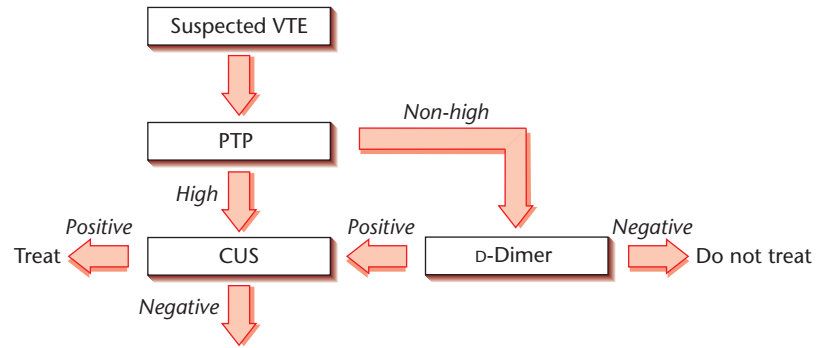 Suspected VTE
Non-high
PTP
High
Positive
Positive
Negative
Treat
CUS
D-Dimer
Do not treat
Negative